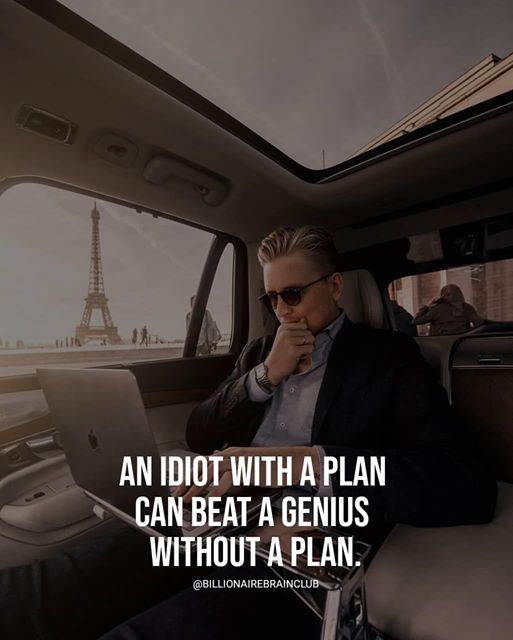 AN IDIOT WITH A PLAN
CAN BEAT A GENIUS
WITHOUT A PLAN.
@BILLIONAIREBRAINCLUB